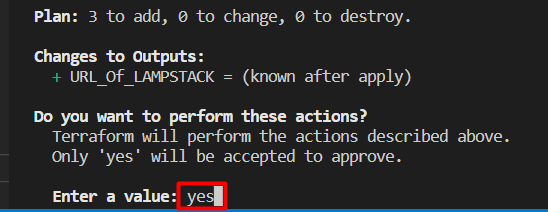 Plan: 3 to add, 0 to change, 0 to destroy.
Changes to Outputs:
+ URL_Of_LAMPSTACK = (known after apply)
Do you want to perform these actions?
Terraform will perform the actions described above.
Only 'yes' will be accepted to approve.
Enter a value: yes